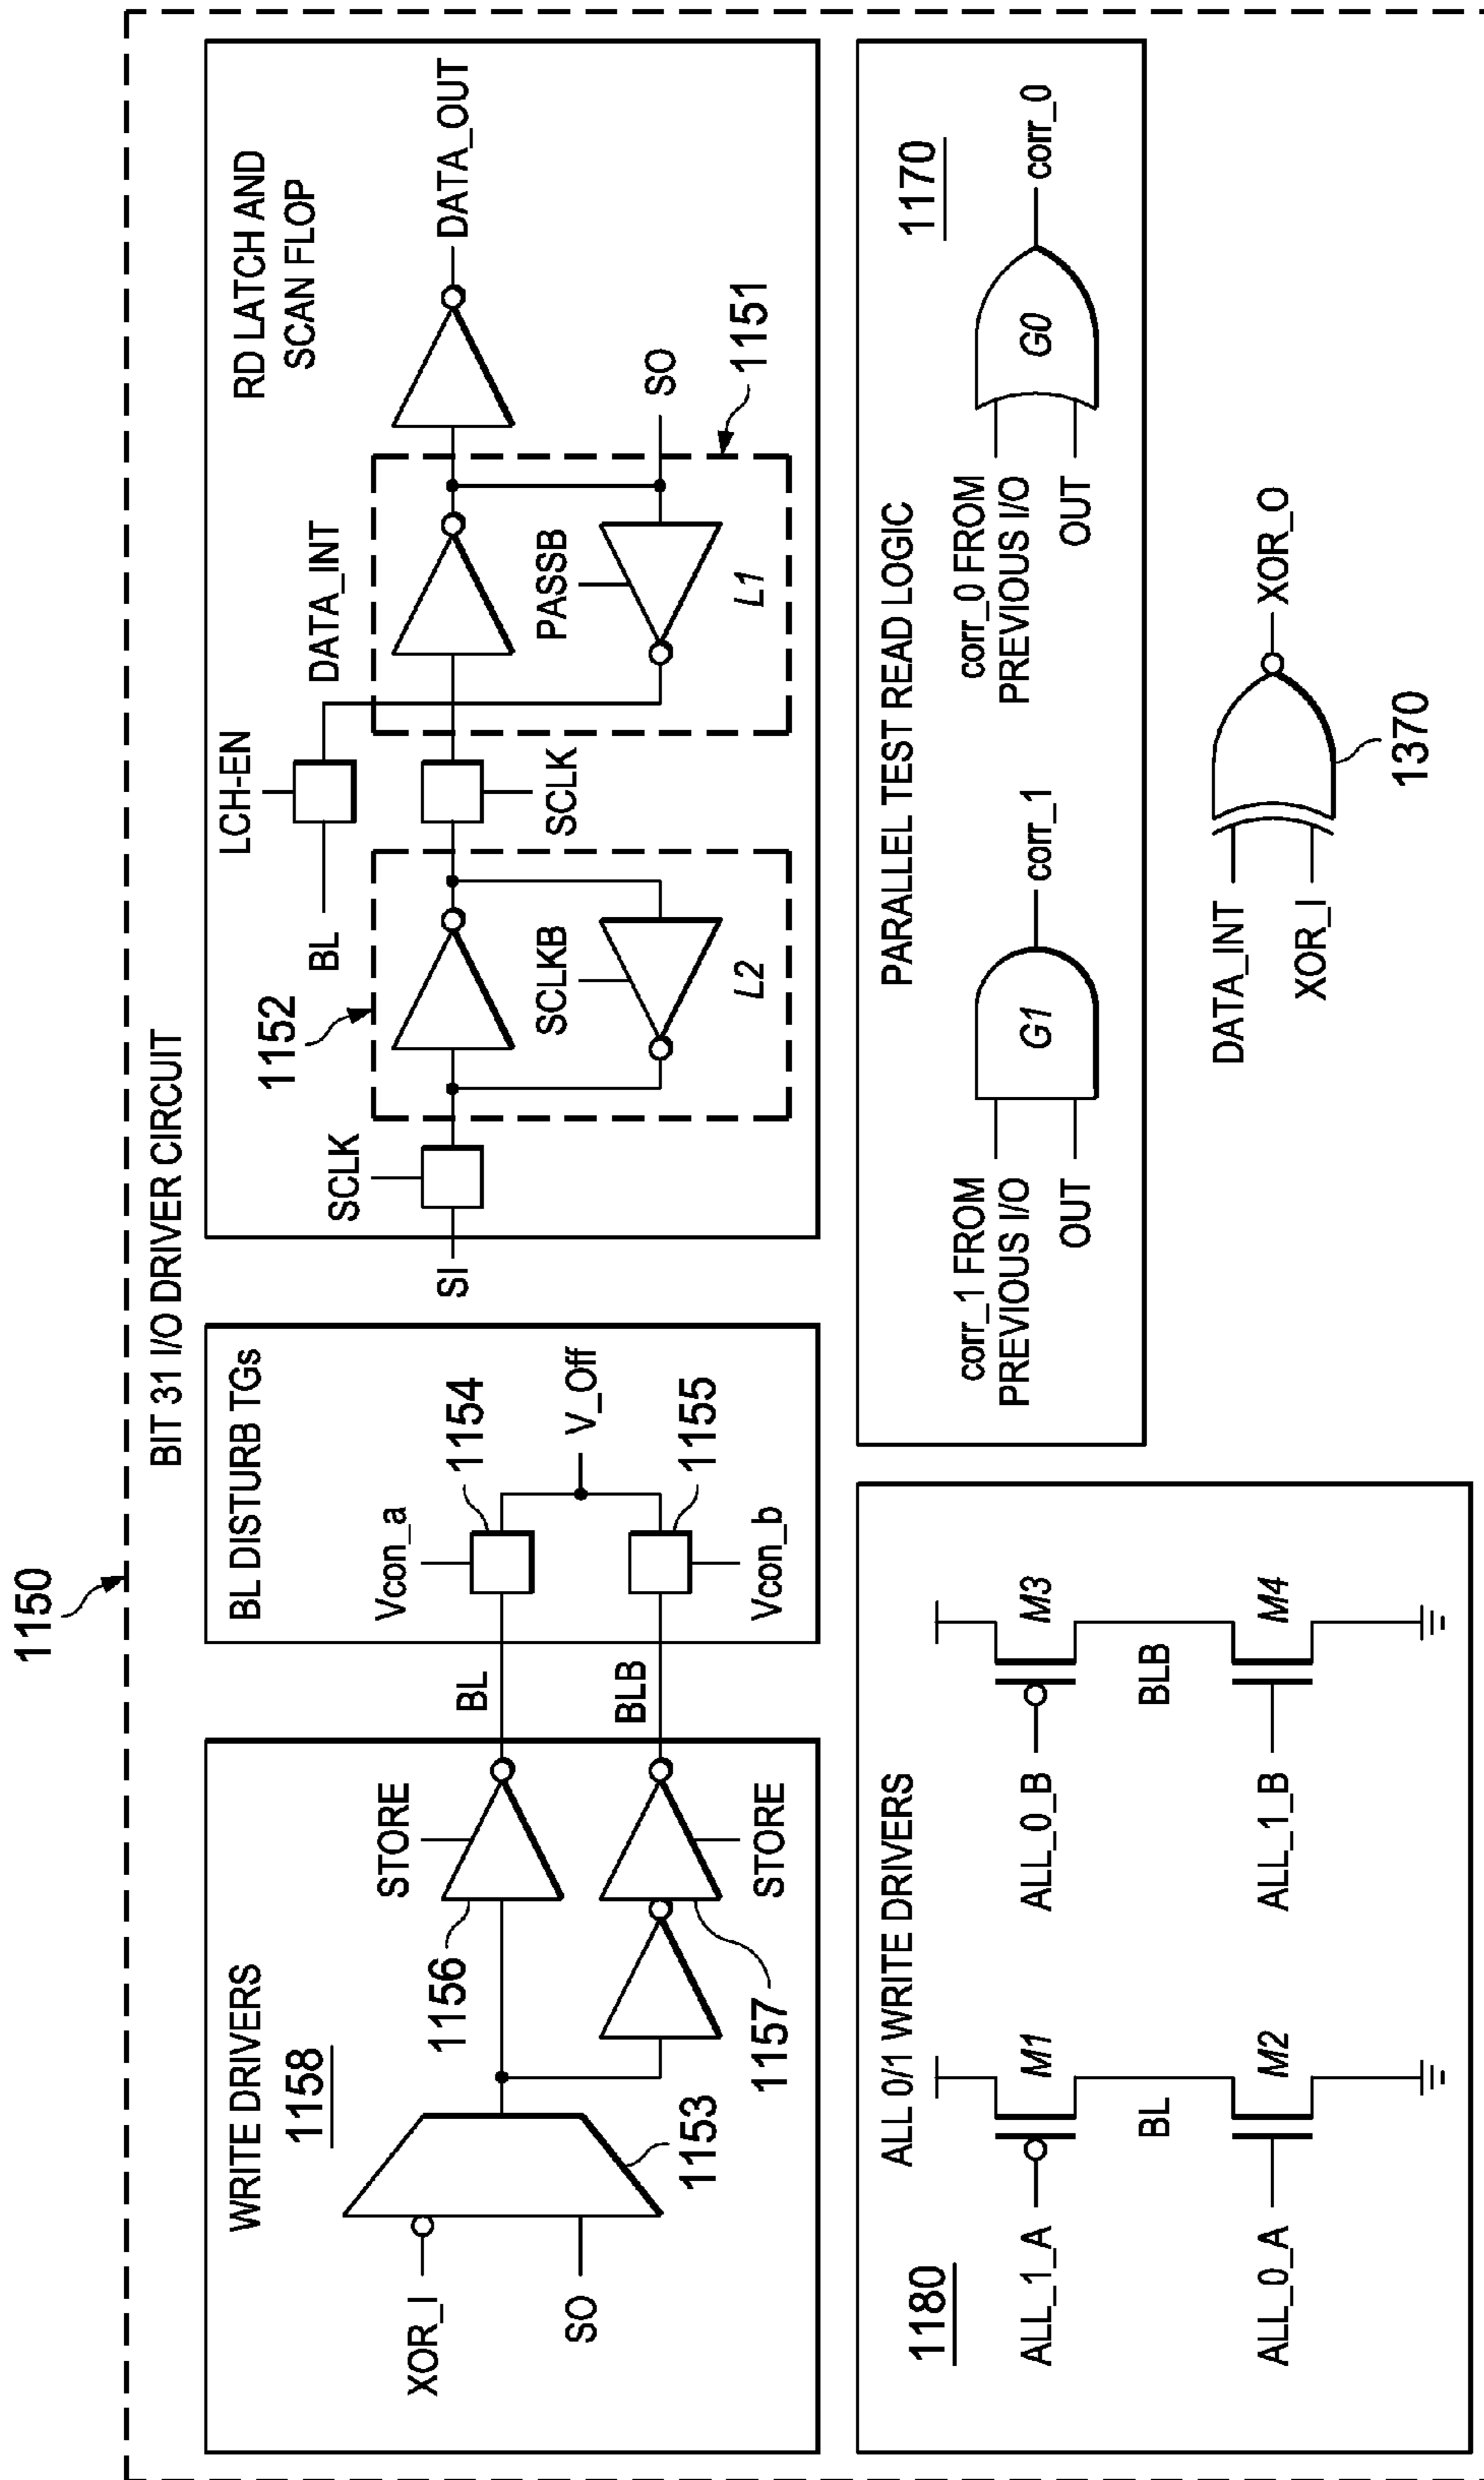 1150
BIT 31 I/O DRIVER CIRCUIT
WRITE DRIVERS
1158
XOR_I
SO
1153
1156
STORE
1157
STORE
BL
BLB
BL DISTURB TGs
Vcon_a
1154
V_Off
1155
Vcon_b
RD LATCH AND
SCAN FLOP
SI
SCLK
1152
SCLKB
L2
BL
LCH-EN
SCLK
DATA_INT
PASSB
L1
DATA_OUT
SO
1151
ALL 0/1 WRITE DRIVERS
1180
ALL_1_A
M1
BL
ALL_0_A
M2
ALL_0_B
M3
BLB
ALL_1_B
M4
PARALLEL TEST READ LOGIC
1170
corr_1 FROM
PREVIOUS I/O
OUT
G1
corr_1
corr_0 FROM
PREVIOUS I/O
OUT
G0
corr_0
DATA_INT
XOR_I
XOR_O
1370